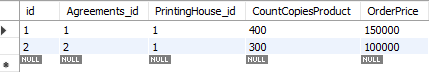 id Agreements_id PrintingHouse_id CountCopiesProduct OrderPrice
1 1 1 400 150000
2 2 1 300 100000
NULL NULL NULL NULL NULL